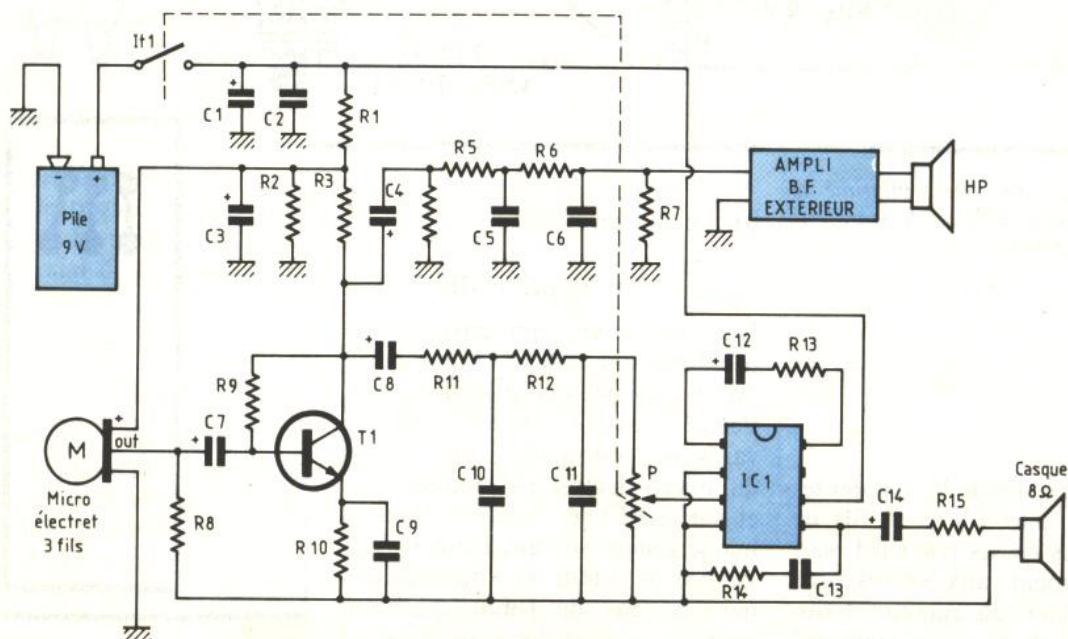 It1
+
C1
C2
R1
-
+
Pile
9V
+
C3
R2
R3
C4
+
R5
R6
C5
C6
R7
AMPLI
B.F.
EXTERIEUR
HP
R9
+
C8
R11
R12
+
C12
R13
M
+
out
+
C7
T1
C10
C11
P
IC1
Casque
8Ω
+
C14
R15
Micro
électret
3 fils
R8
R10
C9
R14
C13